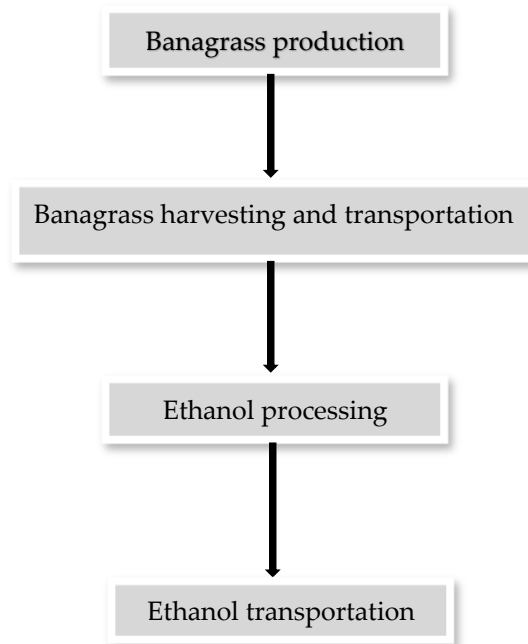 Banagrass production
Banagrass harvesting and transportation
Ethanol processing
Ethanol transportation